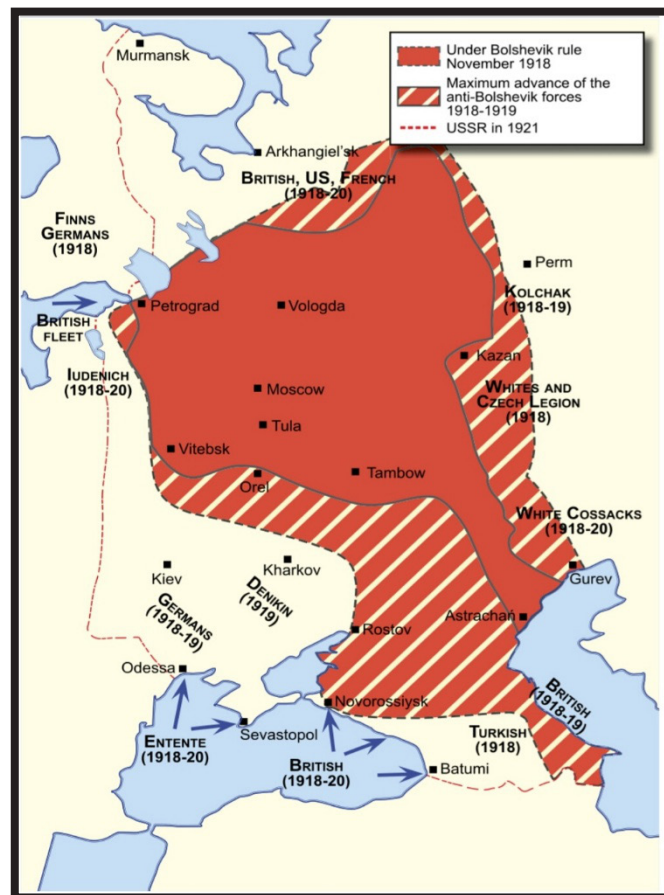 Murmansk
Under Bolshevik rule
November 1918
Maximum advance of the
anti-Bolshevik forces
1918-1919
USSR in 1921
Arkhangiel'sk
British, US, French
(1918-20)
Finns
Germans
(1918)
Perm
Kolchak
(1918-19)
Petrograd
Vologda
British
fleet
Iudenich
(1918-20)
Kazan
Moscow
Whites and
Czech Legion
(1918)
Tula
Vitebsk
Orel
Tambow
White Cossacks
(1918-20)
Kiev
Kharkov
Gurev
Germans
(1918-19)
Denikin
(1919)
Astrachań
Rostov
Odessa
Novorossiysk
British
(1918-19)
Entente
(1918-20)
Sevastopol
British
(1918-20)
Turkish
(1918)
Batumi